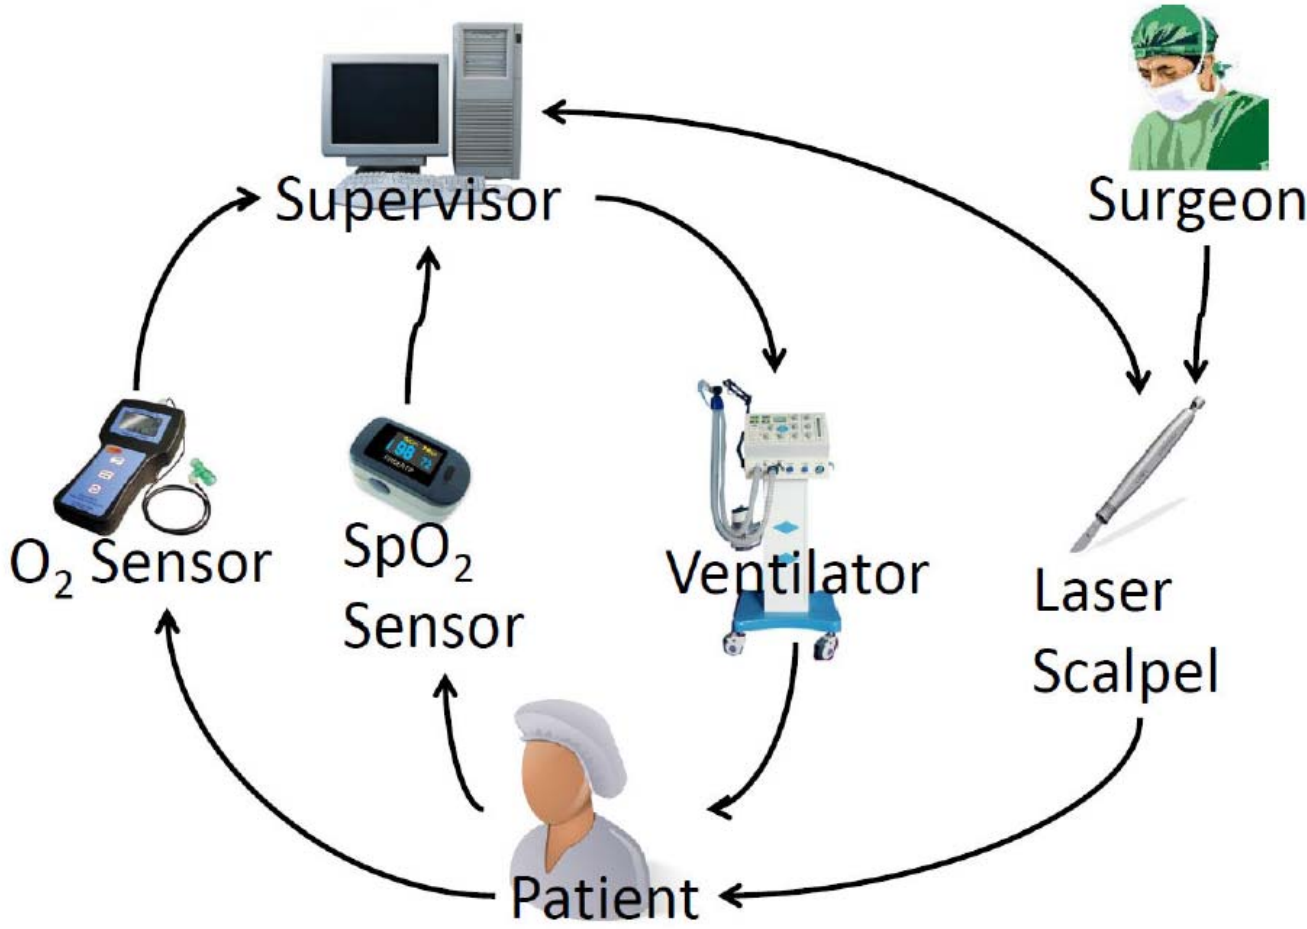 Supervisor
Surgeon
O₂ Sensor
SpO₂
Sensor
Ventilator
Laser
Scalpel
Patient